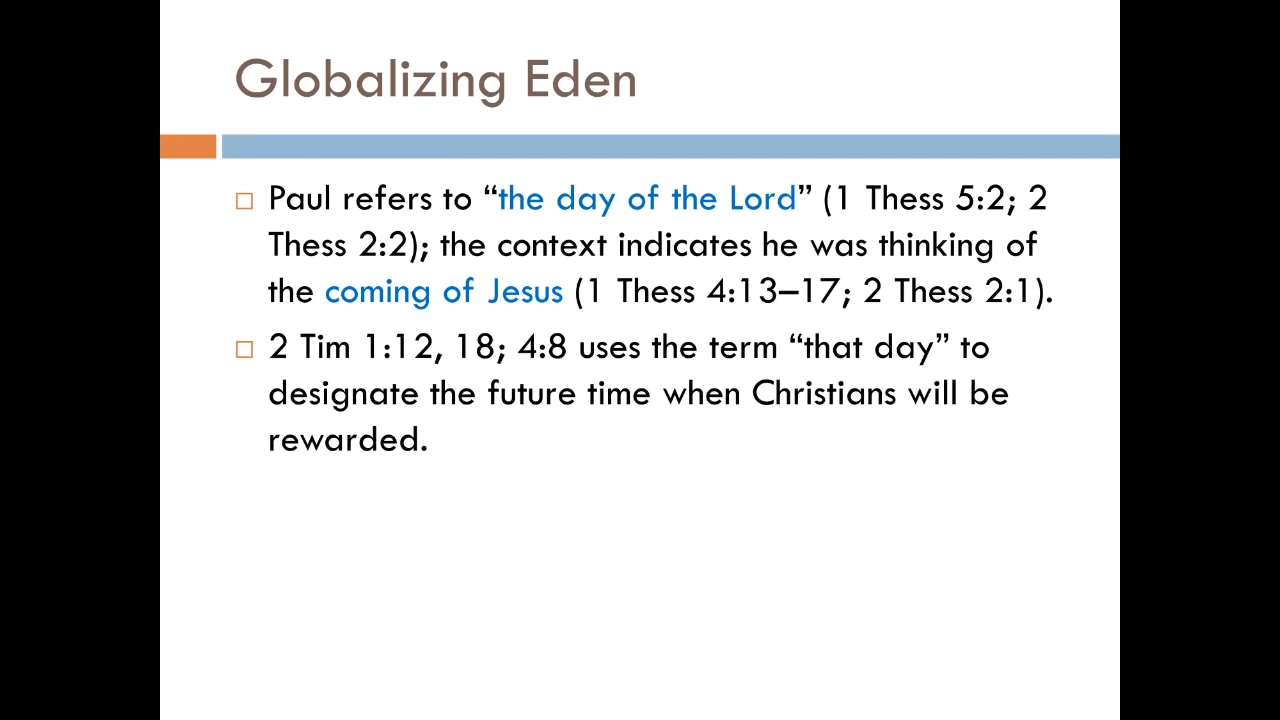 Globalizing Eden
Paul refers to “the day of the Lord” (1 Thess 5:2; 2
Thess 2:2); the context indicates he was thinking of
the coming of Jesus (1 Thess 4:13–17; 2 Thess 2:1).
2 Tim 1:12, 18; 4:8 uses the term “that day” to
designate the future time when Christians will be
rewarded.